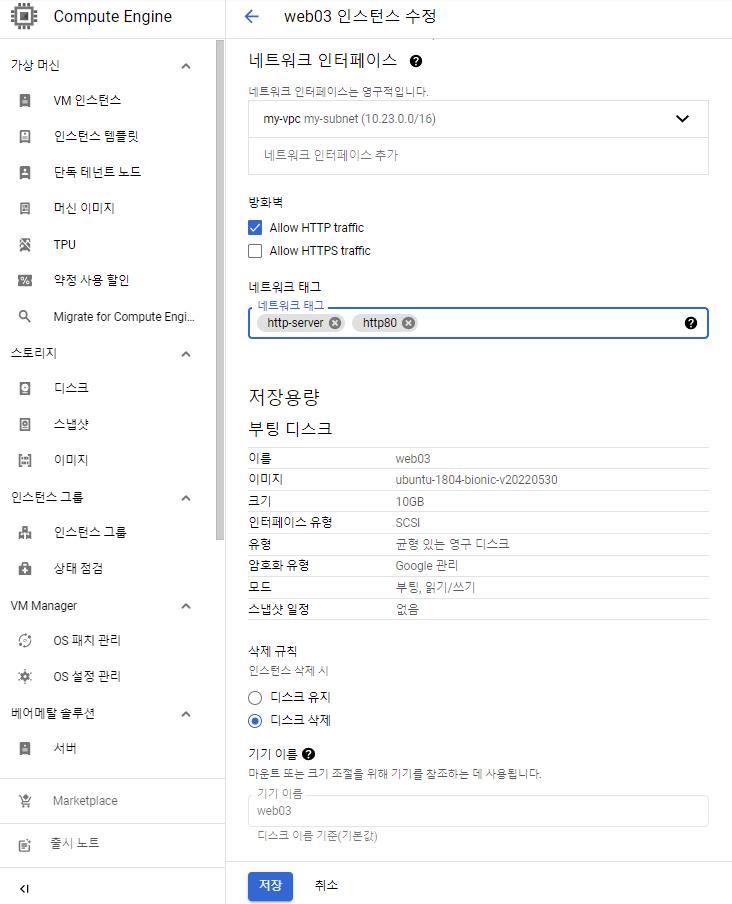 Compute Engine
가상 머신
VM 인스턴스
인스턴스 템플릿
단독 테넌트 노드
머신 이미지
TPU
약정 사용 할인
Migrate for Compute Engi...
스토리지
디스크
스냅샷
이미지
인스턴스 그룹
인스턴스 그룹
상태 점검
VM Manager
OS 패치 관리
OS 설정 관리
베어메탈 솔루션
서버
Marketplace
출시 노트
web03 인스턴스 수정
네트워크 인터페이스
네트워크 인터페이스는 영구적입니다.
my-vpc my-subnet (10.23.0.0/16)
네트워크 인터페이스 추가
방화벽
Allow HTTP traffic
Allow HTTPS traffic
네트워크 태그
네트워크 태그
http-server http80
저장용량
부팅 디스크
이름 web03
이미지 ubuntu-1804-bionic-v20220530
크기 10GB
인터페이스 유형 SCSI
유형 균형 있는 영구 디스크
암호화 유형 Google 관리
모드 부팅, 읽기/쓰기
스냅샷 일정 없음
삭제 규칙
인스턴스 삭제 시
디스크 유지
디스크 삭제
기기 이름
마운트 또는 크기 조절을 위해 기기를 참조하는 데 사용됩니다.
기기 이름
web03
디스크 이름 기준(기본값)
저장 취소